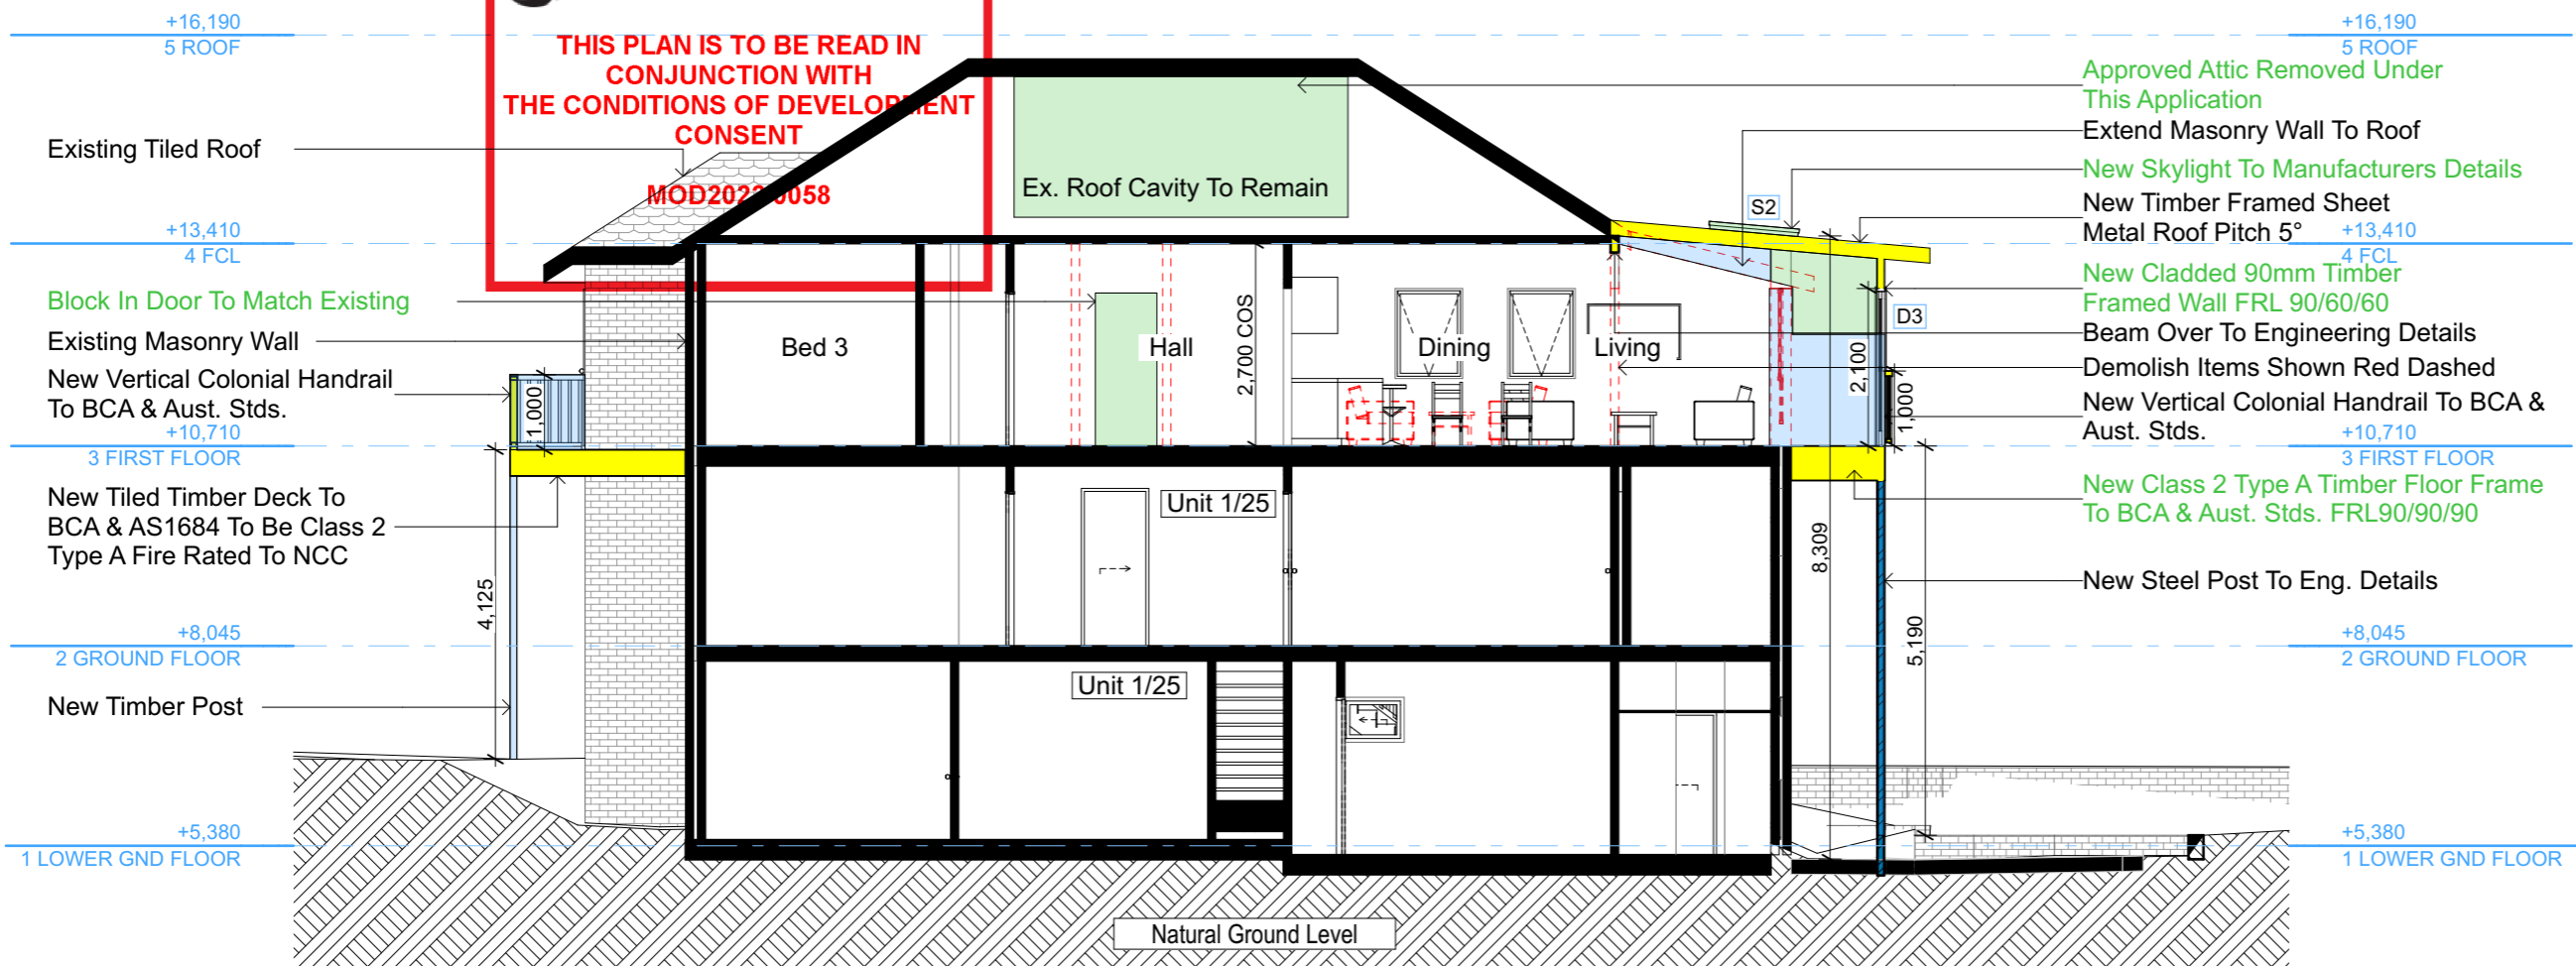 +16,190
5 ROOF
THIS PLAN IS TO BE READ IN
CONJUNCTION WITH
THE CONDITIONS OF DEVELOPMENT
CONSENT
Existing Tiled Roof
+13,410
4 FCL
Block In Door To Match Existing
Existing Masonry Wall
New Vertical Colonial Handrail
To BCA & Aust. Stds.
+10,710
3 FIRST FLOOR
New Tiled Timber Deck To
BCA & AS1684 To Be Class 2
Type A Fire Rated To NCC
+8,045
2 GROUND FLOOR
New Timber Post
+5,380
1 LOWER GND FLOOR
1,000
4,125
Ex. Roof Cavity To Remain
Bed 3
Hall
2,700 COS
Dining
Living
Unit 1/25
Unit 1/25
Natural Ground Level
S2
D3
2,100
1,000
8,309
5,190
+16,190
5 ROOF
Approved Attic Removed Under
This Application
Extend Masonry Wall To Roof
New Skylight To Manufacturers Details
New Timber Framed Sheet
Metal Roof Pitch 5°
+13,410
4 FCL
New Cladded 90mm Timber
Framed Wall FRL 90/60/60
Beam Over To Engineering Details
Demolish Items Shown Red Dashed
New Vertical Colonial Handrail To BCA &
Aust. Stds.
+10,710
3 FIRST FLOOR
New Class 2 Type A Timber Floor Frame
To BCA & Aust. Stds. FRL90/90/90
New Steel Post To Eng. Details
+8,045
2 GROUND FLOOR
+5,380
1 LOWER GND FLOOR